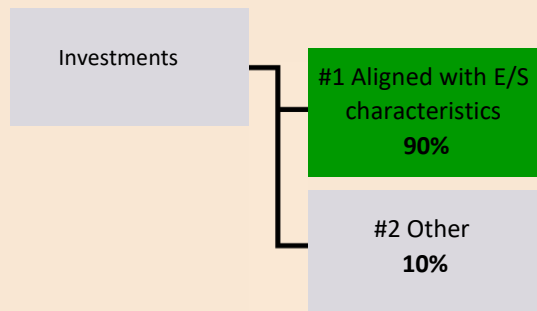 Investments
#1 Aligned with E/S
characteristics
90%
#2 Other
10%